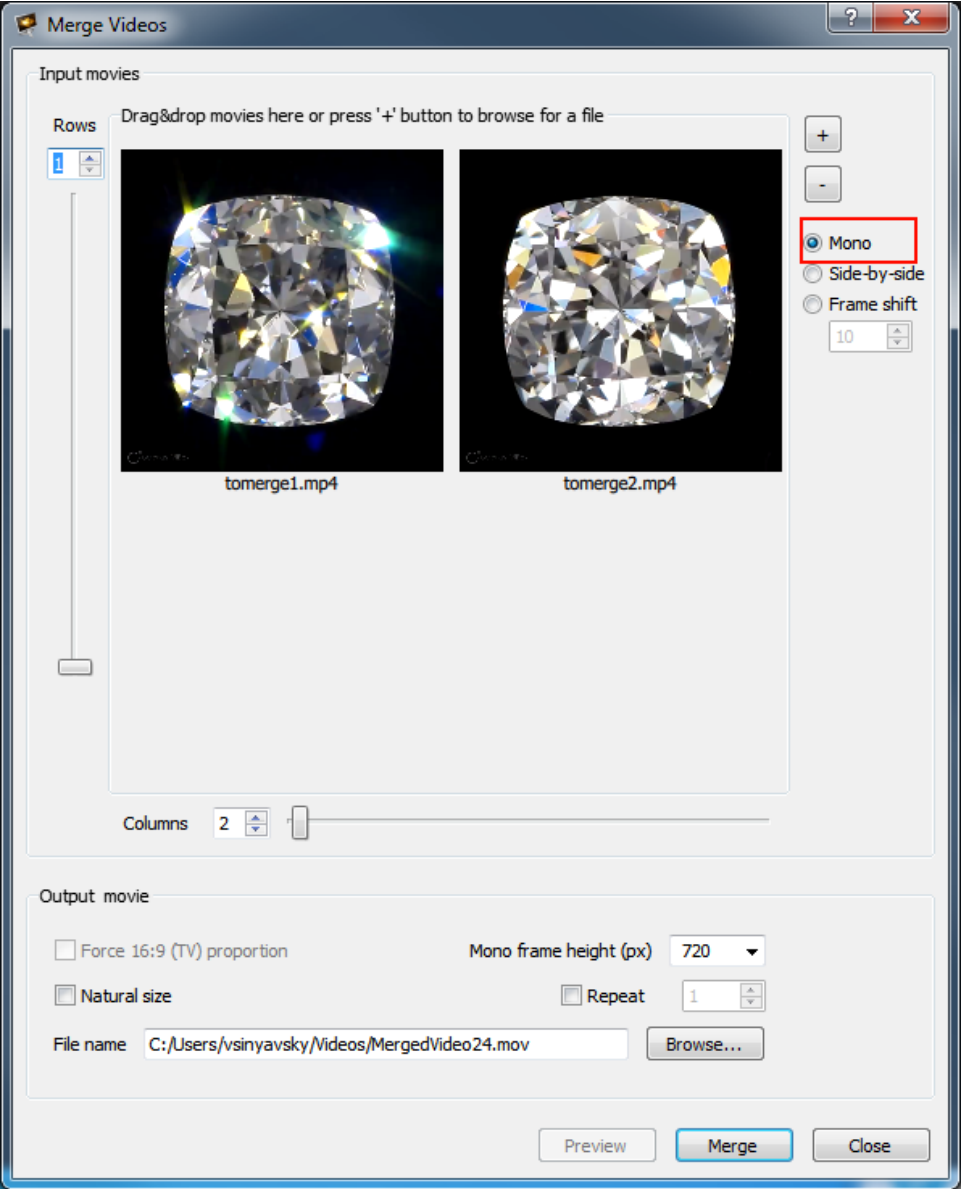 Merge Videos
?
Input movies
Rows
Drag&drop movies here or press '+' button to browse for a file
1
+
-
Mono
Side-by-side
Frame shift
10
tomerge1.mp4
tomerge2.mp4
Columns
2
Output movie
Force 16:9 (TV) proportion
Mono frame height (px)
720
Natural size
Repeat
1
File name
C:/Users/vsinyavsky/Videos/MergedVideo24.mov
Browse...
Preview
Merge
Close